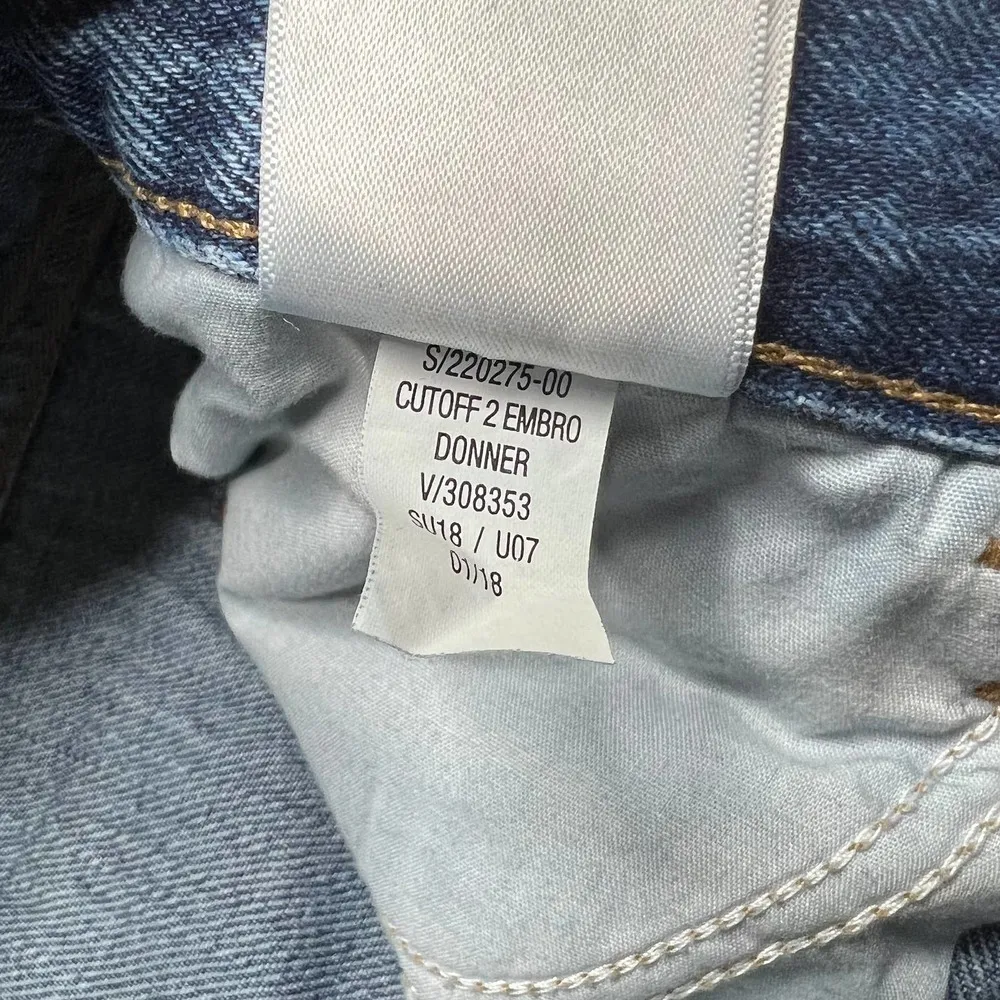 S/220275-00
CUTOFF 2 EMBRO
DONNER
V/308353
SU18 / U07
01/18